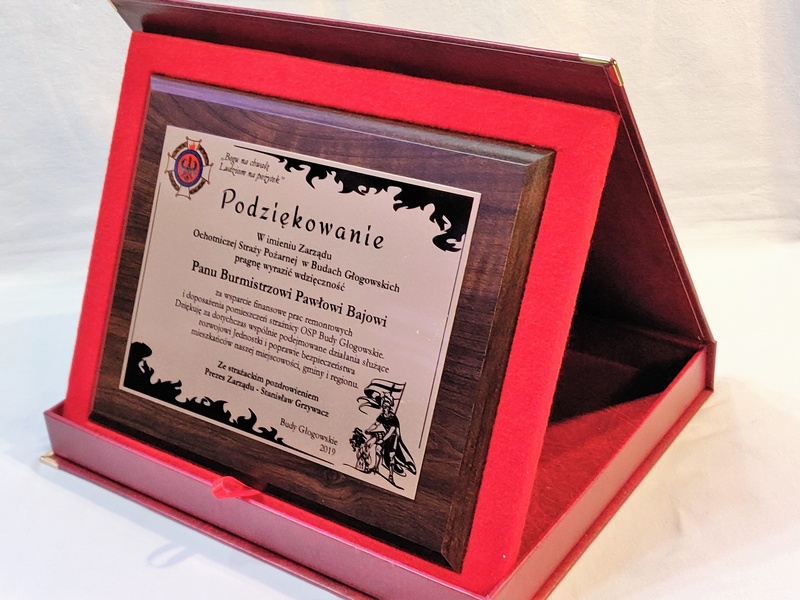 „Bogu na chwałę
Ludziom na pożytek"
Podziękowanie
W imieniu Zarządu
Ochotniczej Straży Pożarnej w Budach Głogowskich
pragnę wyrazić wdzięczność
Panu Burmistrzowi Pawłowi Bajowi
za wsparcie finansowe prac remontowych
i doposażenia pomieszczeń strażnicy OSP Budy Głogowskie.
Dziękuję za dotychczas wspólnie podejmowane działania służące
rozwojowi Jednostki i poprawie bezpieczeństwa
mieszkańców naszej miejscowości, gminy i regionu.
Ze strażackim pozdrowieniem
Prezes Zarządu - Stanisław Grzywacz
Budy Głogowskie
2019